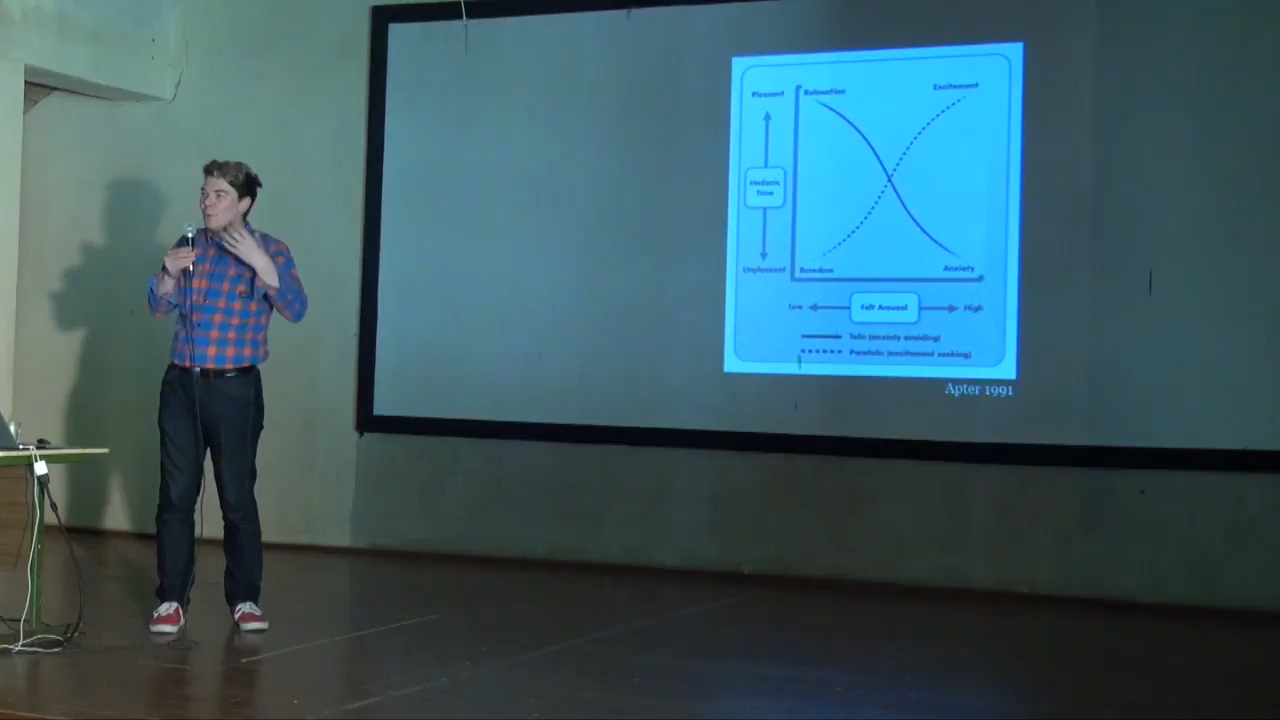 Pleasant
Relaxation
Excitement
Hedonic
Tone
Unpleasant
Boredom
Anxiety
Low
Felt Arousal
High
Telic (anxiety avoiding)
Paratelic (excitement seeking)
Apter 1991